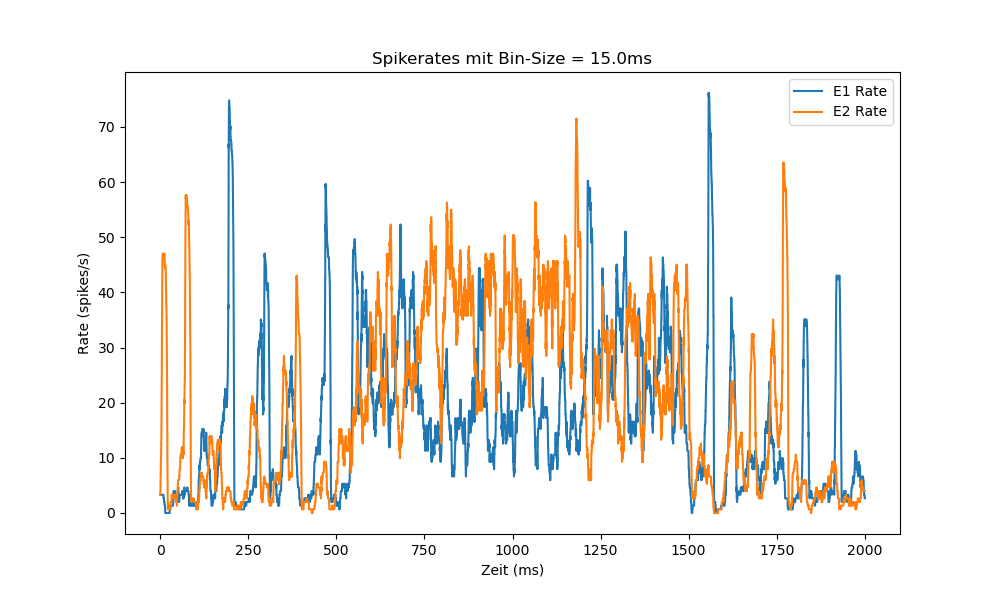 Spikerates mit Bin-Size = 15.0ms
E1 Rate
E2 Rate
Rate (spikes/s)
70
60
50
40
30
20
10
0
0 250 500 750 1000 1250 1500 1750 2000
Zeit (ms)